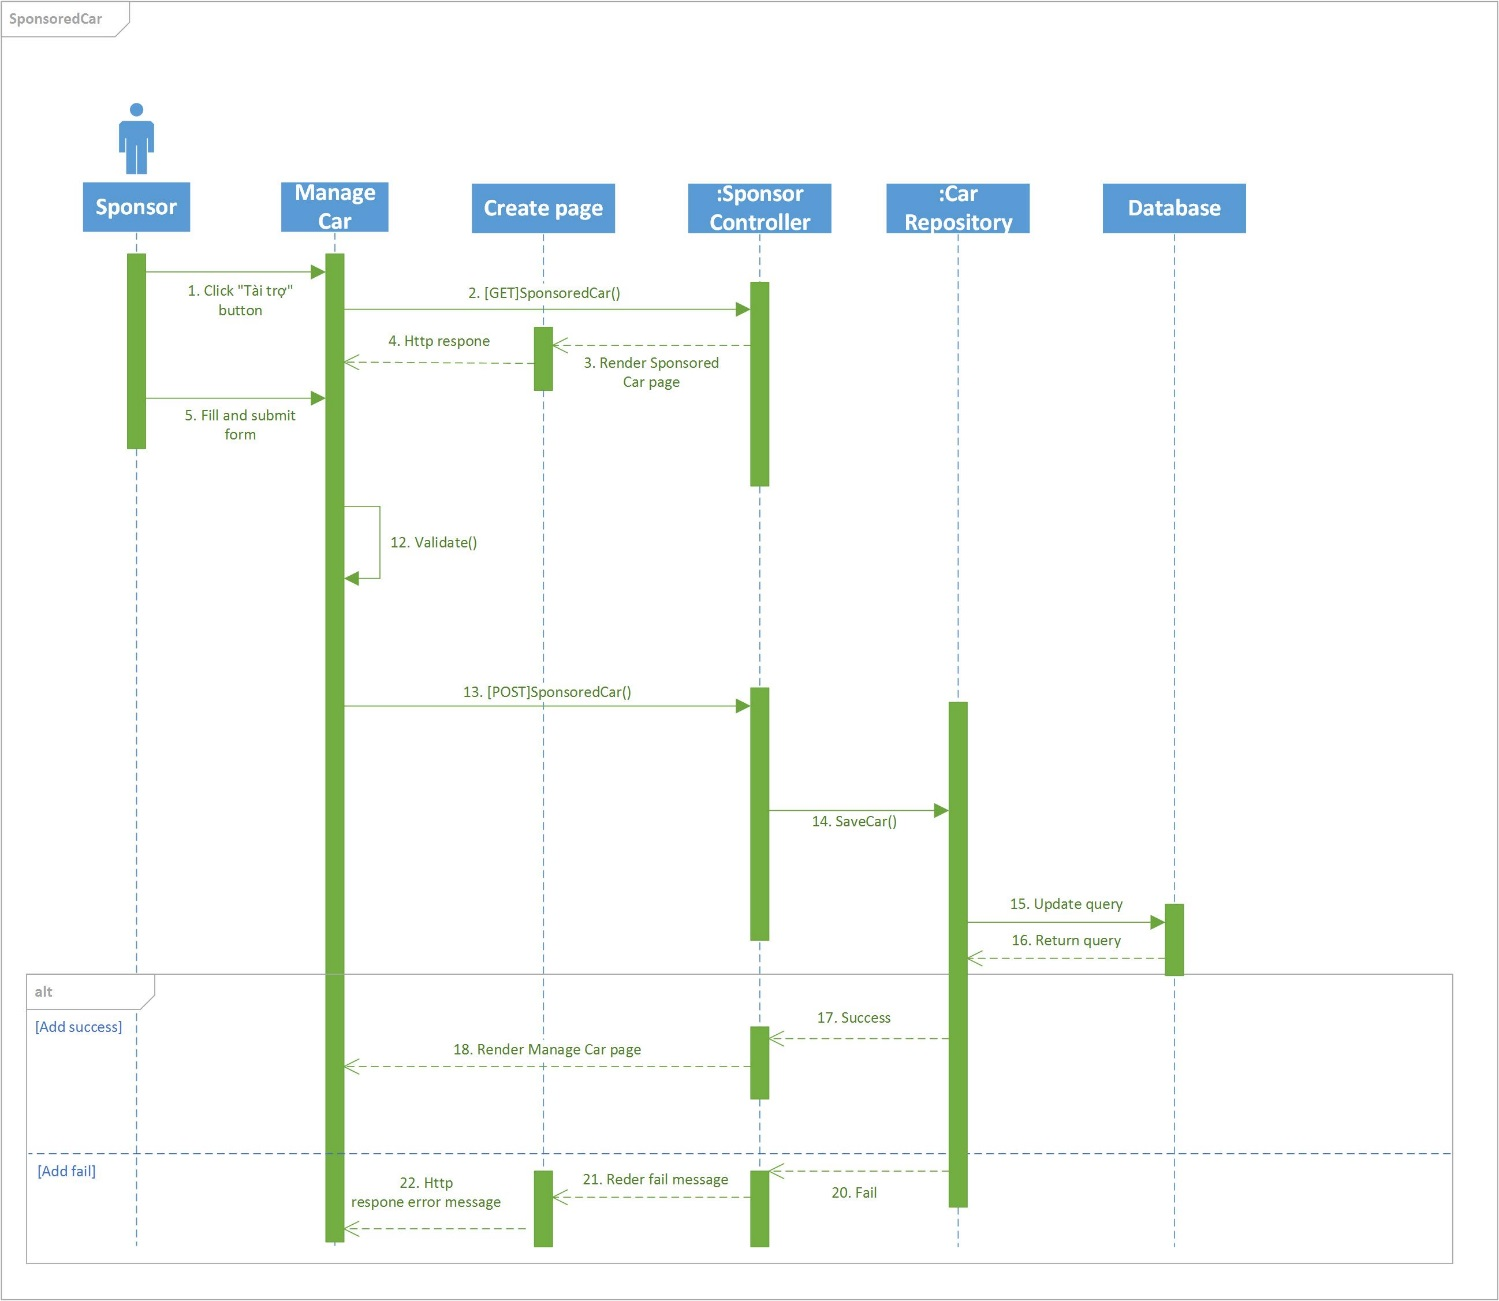 SponsoredCar
Sponsor
Manage
Car
Create page
:Sponsor
Controller
:Car
Repository
Database
1. Click "Tài trợ"
button
2. [GET]SponsoredCar()
4. Http respone
3. Render Sponsored
Car page
5. Fill and submit
form
12. Validate()
13. [POST]SponsoredCar()
14. SaveCar()
15. Update query
16. Return query
alt
[Add success]
17. Success
18. Render Manage Car page
[Add fail]
20. Fail
21. Reder fail message
22. Http
respone error message